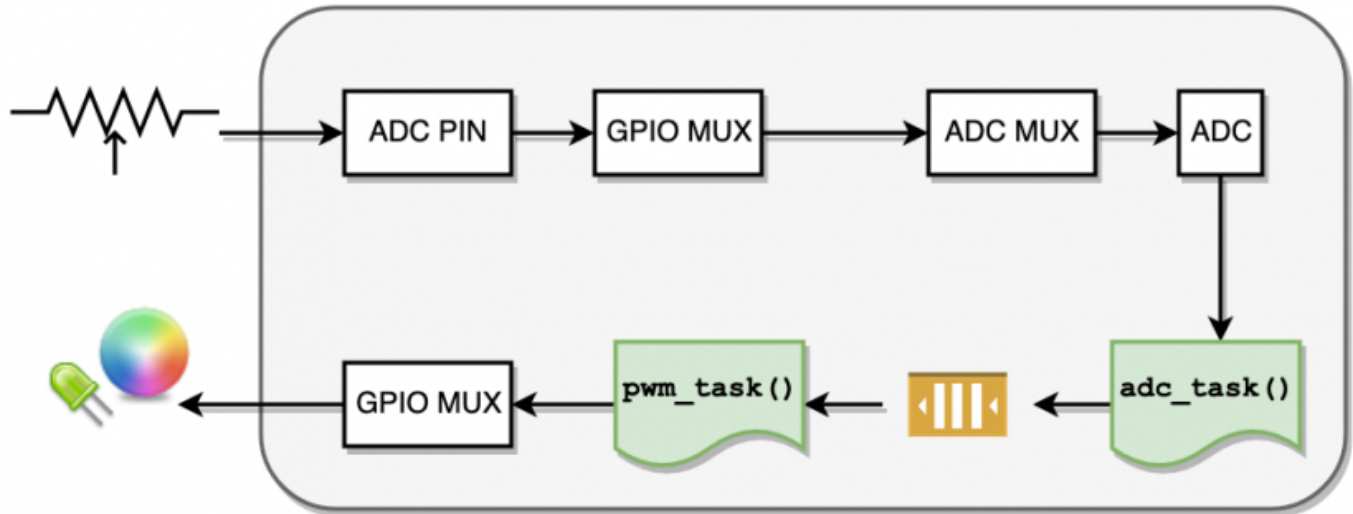 ADC PIN
GPIO MUX
ADC MUX
ADC
GPIO MUX
pwm_task()
adc_task()